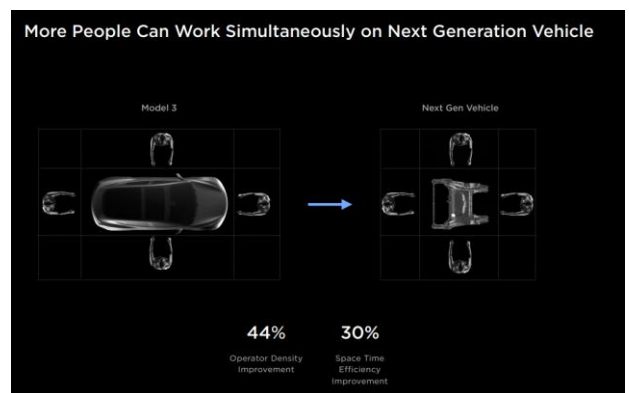 More People Can Work Simultaneously on Next Generation Vehicle
Model 3
Next Gen Vehicle
44%
Operator Density
Improvement
30%
Space Time
Efficiency
Improvement